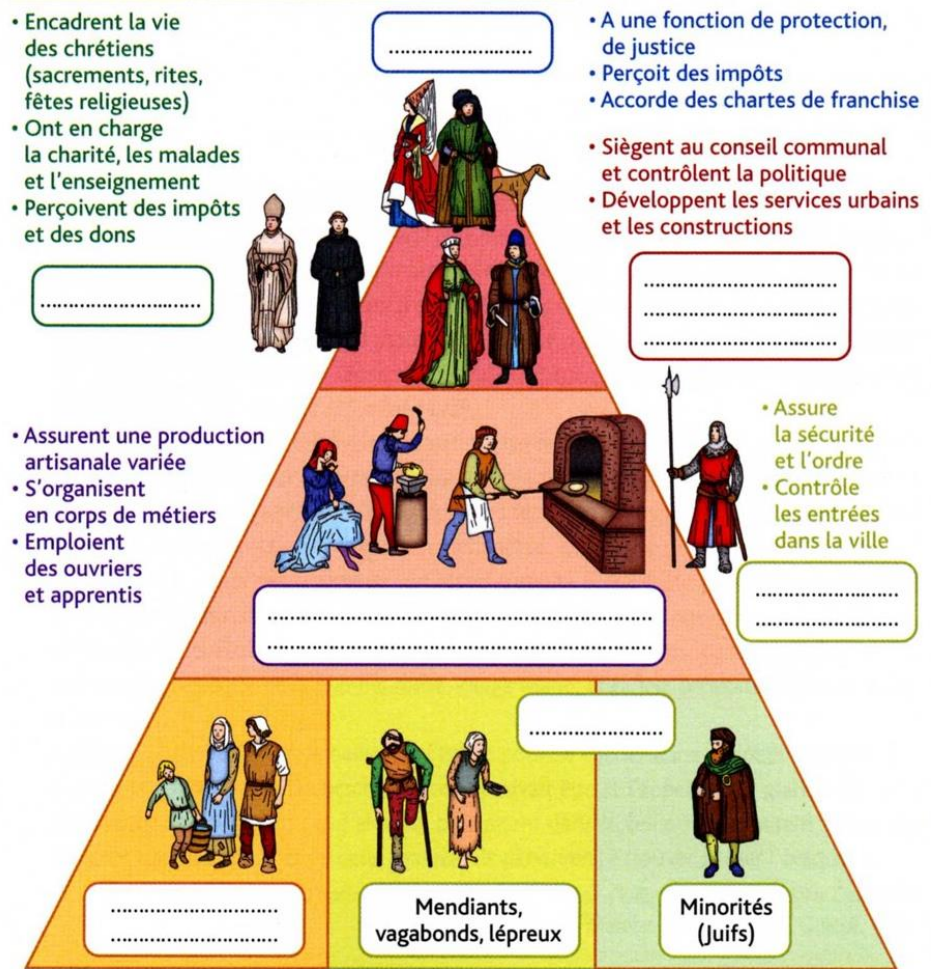 • Encadrent la vie
des chrétiens
(sacrements, rites,
fêtes religieuses)
• Ont en charge
la charité, les malades
et l'enseignement
• Perçoivent des impôts
et des dons
• A une fonction de protection,
de justice
• Perçoit des impôts
• Accorde des chartes de franchise
• Siègent au conseil communal
et contrôlent la politique
• Développent les services urbains
et les constructions
• Assurent une production
artisanale variée
• S'organisent
en corps de métiers
• Emploient
des ouvriers
et apprentis
• Assure
la sécurité
et l'ordre
• Contrôle
les entrées
dans la ville
Mendiants,
vagabonds, lépreux
Minorités
(Juifs)